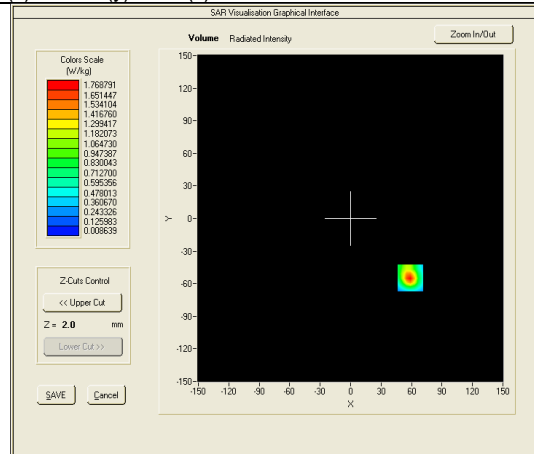 SAR Visualisation Graphical Interface
Volume Radiated Intensity
Zoom In/Out
Colors Scale
(W/kg)
1.768791
1.651447
1.534104
1.416760
1.299417
1.182073
1.064730
0.947387
0.830043
0.712700
0.595356
0.478013
0.360670
0.243326
0.125983
0.008639
Z-Cuts Control
<< Upper Cut
Z = 2.0 mm
Lower Cut >>
SAVE Cancel
150
120
90
60
30
0
-30
-60
-90
-120
-150
Y
-150 -120 -90 -60 -30 0 30 60 90 120 150
X